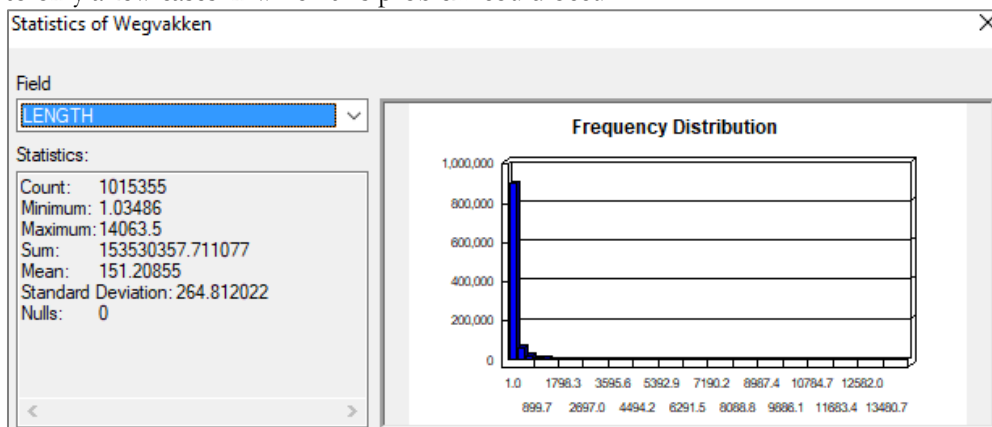 Statistics of Wegvakken
Field
LENGTH
Statistics:
Count: 1015355
Minimum: 1.03486
Maximum: 14063.5
Sum: 153530357.711077
Mean: 151.20855
Standard Deviation: 264.812022
Nulls: 0
Frequency Distribution
1,000,000
800,000
600,000
400,000
200,000
0
1.0 1798.3 3595.6 5392.9 7190.2 8987.4 10784.7 12582.0
899.7 2697.0 4494.2 6291.5 8088.8 9886.1 11683.4 13480.7